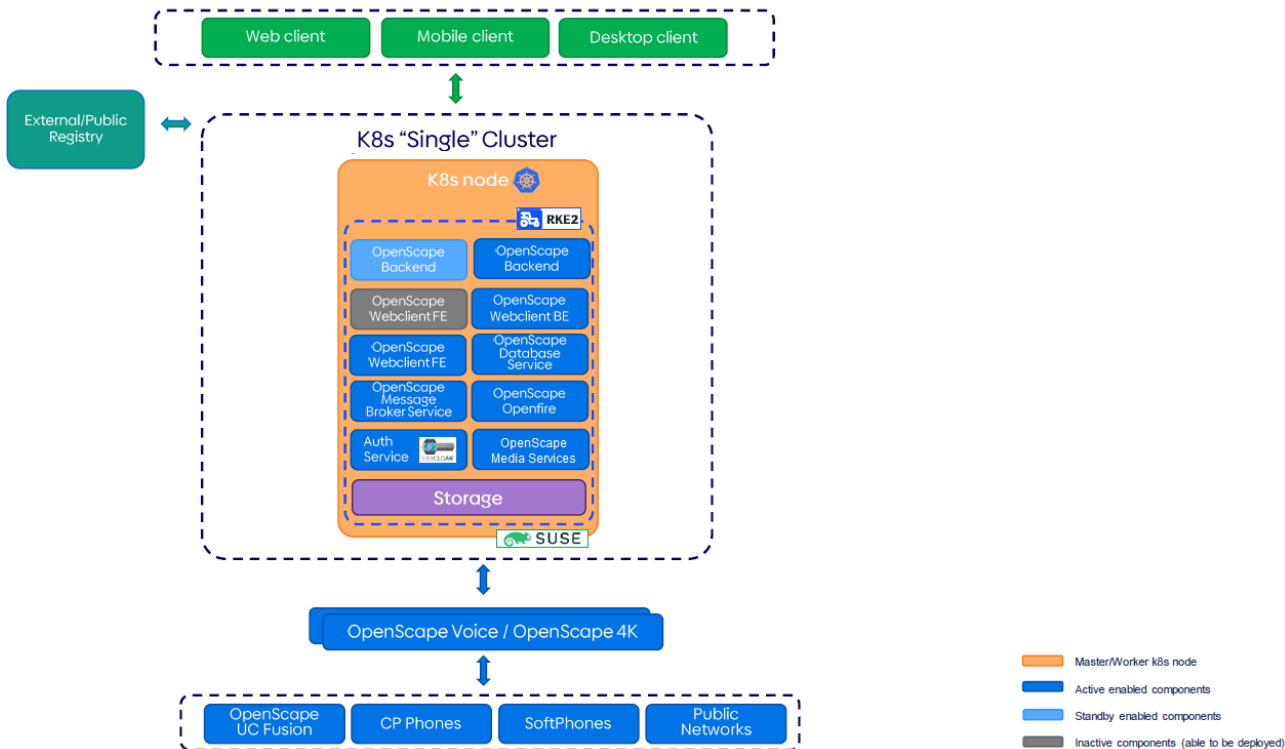 Web client
Mobile client
Desktop client
External/Public
Registry
K8s “Single” Cluster
K8s node
RKE2
OpenScape
Backend
OpenScape
Backend
OpenScape
Webclient FE
OpenScape
Webclient BE
OpenScape
Webclient FE
OpenScape
Database
Service
OpenScape
Message
Broker Service
OpenScape
Openfire
Auth
Service
KEYCLOAK
OpenScape
Media Services
Storage
SUSE
OpenScape Voice / OpenScape 4K
OpenScape
UC Fusion
CP Phones
SoftPhones
Public
Networks
Master/Worker k8s node
Active enabled components
Standby enabled components
Inactive components (able to be deployed)